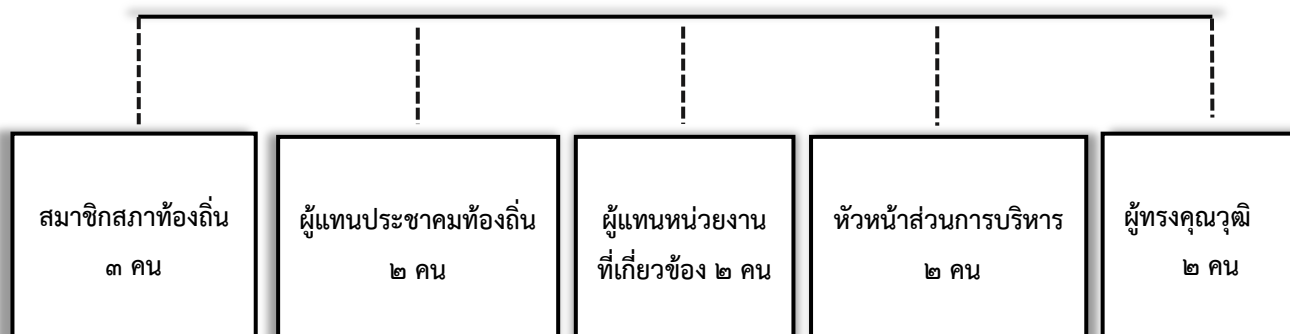 สมาชิกสภาท้องถิ่น
๓ คน
ผู้แทนประชาคมท้องถิ่น
๒ คน
ผู้แทนหน่วยงาน
ที่เกี่ยวข้อง ๒ คน
หัวหน้าส่วนการบริหาร
๒ คน
ผู้ทรงคุณวุฒิ
๒ คน